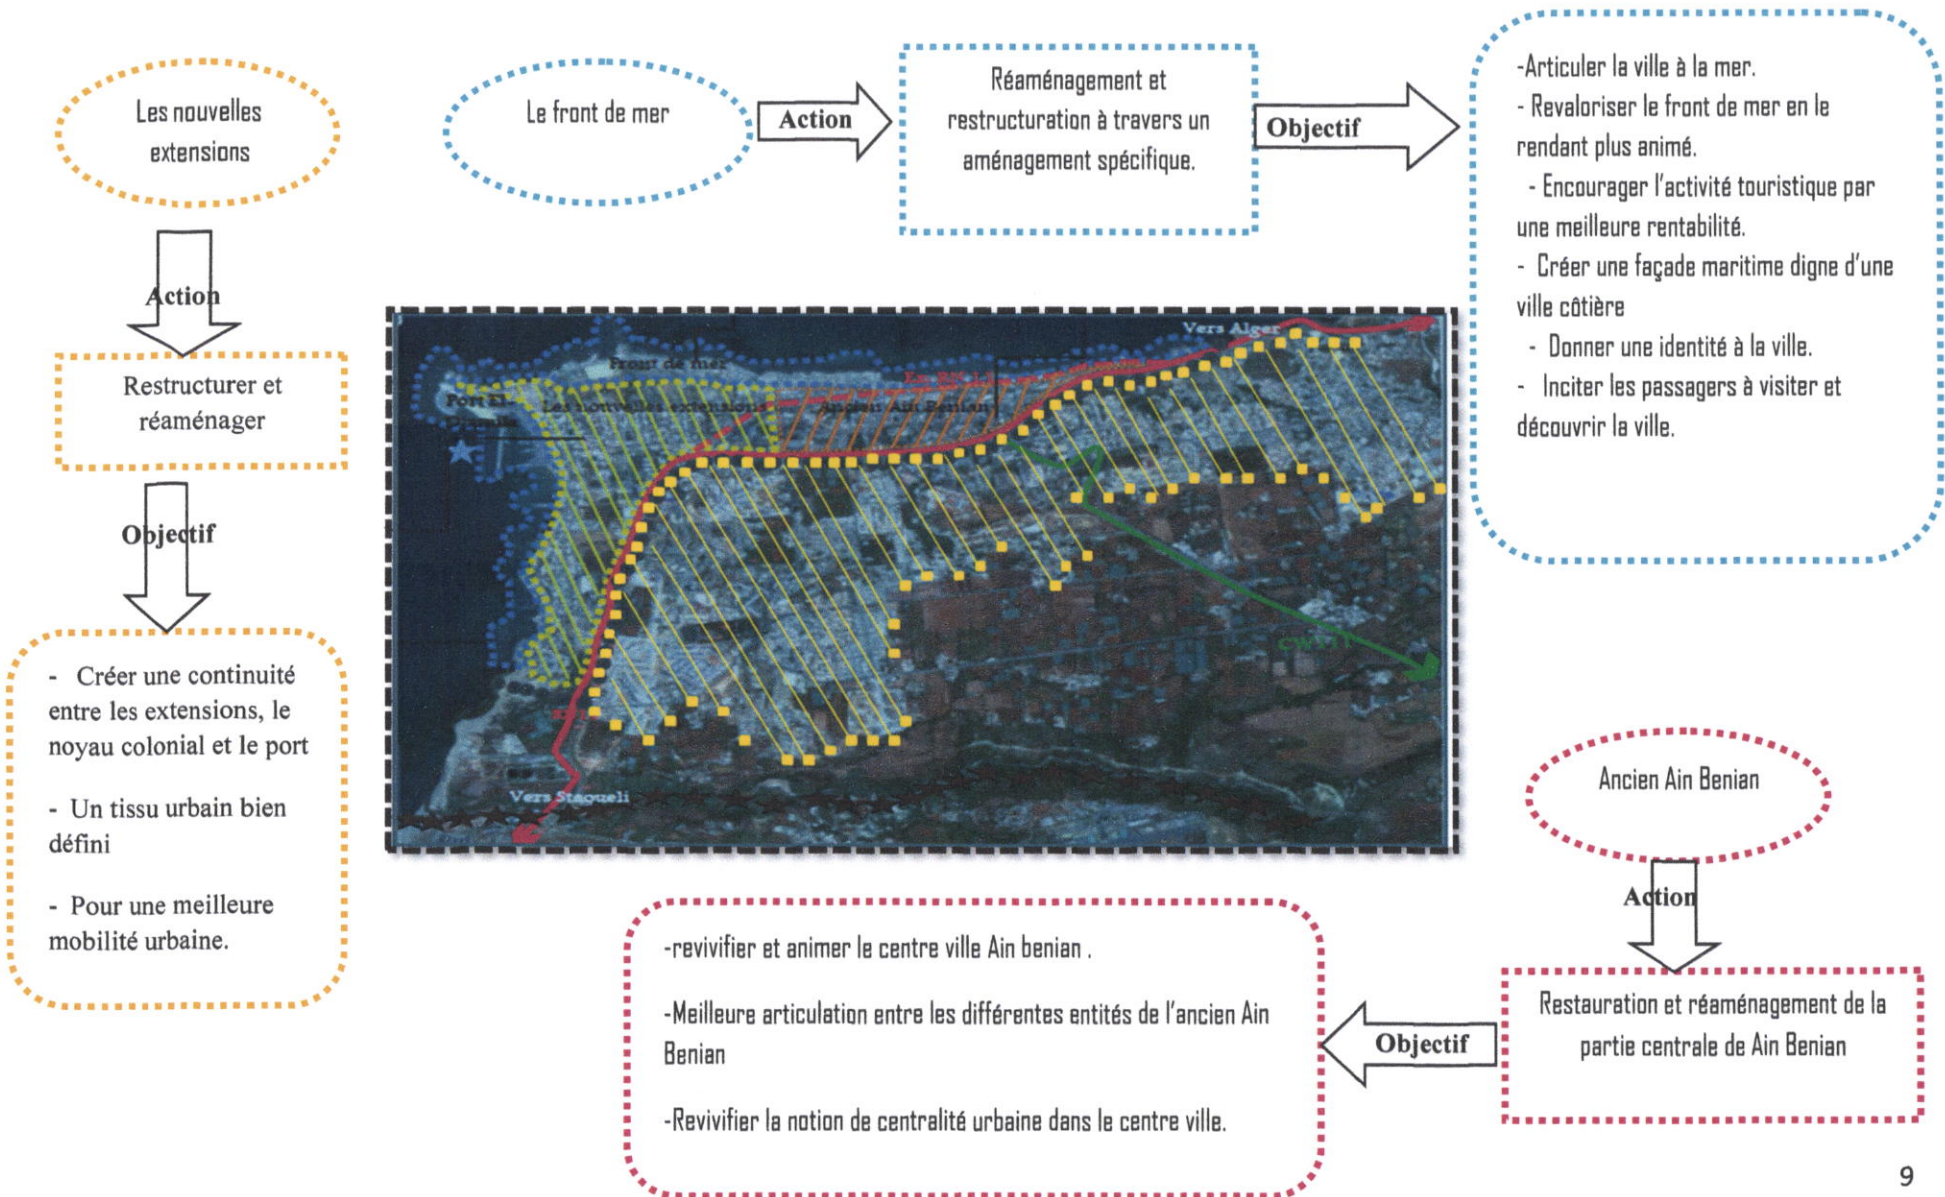 Les nouvelles
extensions
Action
Restructurer et
réaménager
Objectif
- Créer une continuité
entre les extensions, le
noyau colonial et le port
- Un tissu urbain bien
défini
- Pour une meilleure
mobilité urbaine.
Le front de mer
Action
Réaménagement et
restructuration à travers un
aménagement spécifique.
Objectif
-Articuler la ville à la mer.
- Revaloriser le front de mer en le
rendant plus animé.
- Encourager l'activité touristique par
une meilleure rentabilité.
- Créer une façade maritime digne d'une
ville côtière
- Donner une identité à la ville.
- Inciter les passagers à visiter et
découvrir la ville.
Vers Alger
Front de mer
Port El
Les nouvelles extensions
Ancien Ain Benian
Vers Staoueli
Ancien Ain Benian
Action
Restauration et réaménagement de la
partie centrale de Ain Benian
Objectif
-revivifier et animer le centre ville Ain benian .
-Meilleure articulation entre les différentes entités de l'ancien Ain
Benian
-Revivifier la notion de centralité urbaine dans le centre ville.
9